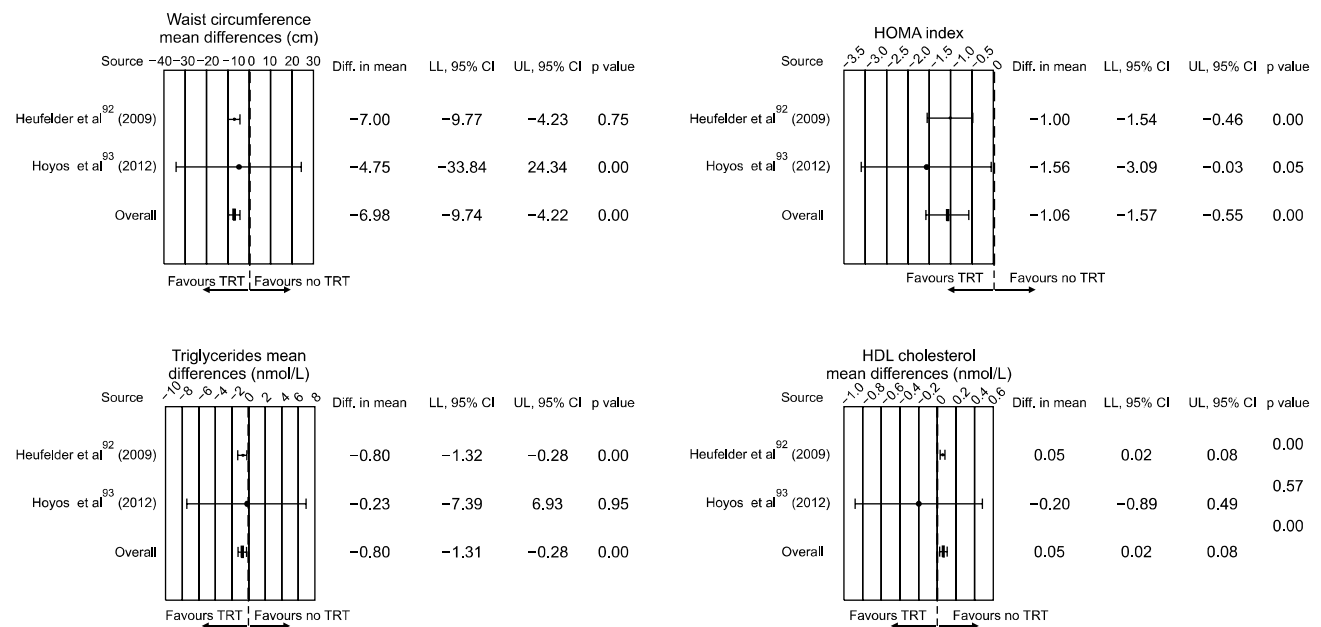 Waist circumference
mean differences (cm)
Source −40 −30 −20 −10 0 10 20 30 Diff. in mean LL, 95% CI UL, 95% CI p value
Heufelder et al92 (2009) −7.00 −9.77 −4.23 0.75
Hoyos et al93 (2012) −4.75 −33.84 24.34 0.00
Overall −6.98 −9.74 −4.22 0.00
Favours TRT Favours no TRT
HOMA index
Source −3.5 −3.0 −2.5 −2.0 −1.5 −1.0 −0.5 0 Diff. in mean LL, 95% CI UL, 95% CI p value
Heufelder et al92 (2009) −1.00 −1.54 −0.46 0.00
Hoyos et al93 (2012) −1.56 −3.09 −0.03 0.05
Overall −1.06 −1.57 −0.55 0.00
Favours TRT Favours no TRT
Triglycerides mean
differences (nmol/L)
Source −10 −8 −6 −4 −2 0 2 4 6 8 Diff. in mean LL, 95% CI UL, 95% CI p value
Heufelder et al92 (2009) −0.80 −1.32 −0.28 0.00
Hoyos et al93 (2012) −0.23 −7.39 6.93 0.95
Overall −0.80 −1.31 −0.28 0.00
Favours TRT Favours no TRT
HDL cholesterol
mean differences (nmol/L)
Source −1.0 −0.8 −0.6 −0.4 −0.2 0 0.2 0.4 0.6 Diff. in mean LL, 95% CI UL, 95% CI p value
Heufelder et al92 (2009) 0.05 0.02 0.08 0.00
Hoyos et al93 (2012) −0.20 −0.89 0.49 0.57
Overall 0.05 0.02 0.08 0.00
Favours TRT Favours no TRT